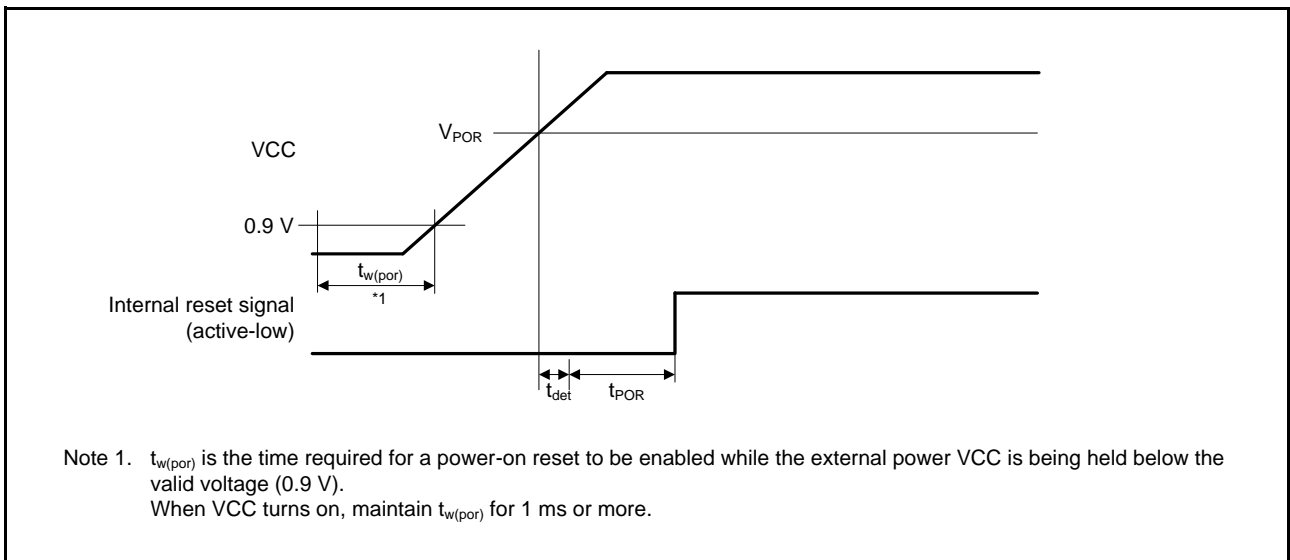 V_POR
VCC
0.9 V
t_w(por)
*1
Internal reset signal
(active-low)
t_det
t_POR
Note 1. t_w(por) is the time required for a power-on reset to be enabled while the external power VCC is being held below the
valid voltage (0.9 V).
When VCC turns on, maintain t_w(por) for 1 ms or more.